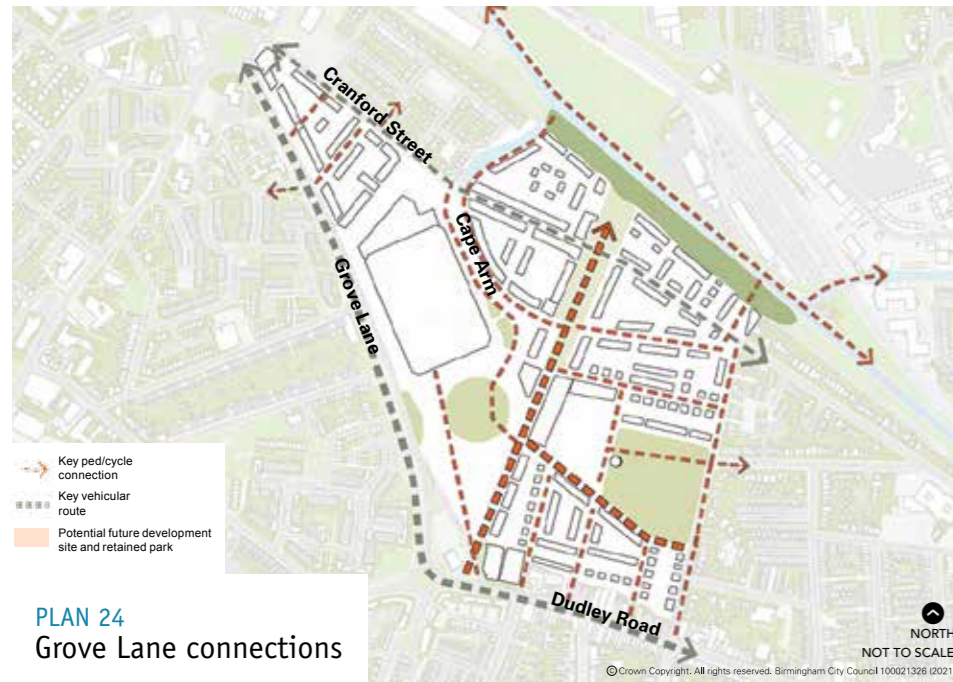 Cranford Street
Cape Arm
Grove Lane
Dudley Road
Key ped/cycle
connection
Key vehicular
route
Potential future development
site and retained park
PLAN 24
Grove Lane connections
NORTH
NOT TO SCALE
© Crown Copyright. All rights reserved. Birmingham City Council 100021326 (2021